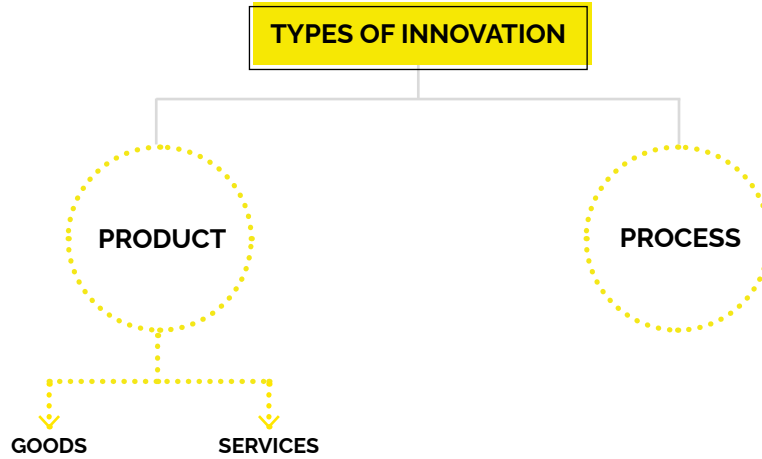 TYPES OF INNOVATION
PRODUCT
PROCESS
GOODS
SERVICES